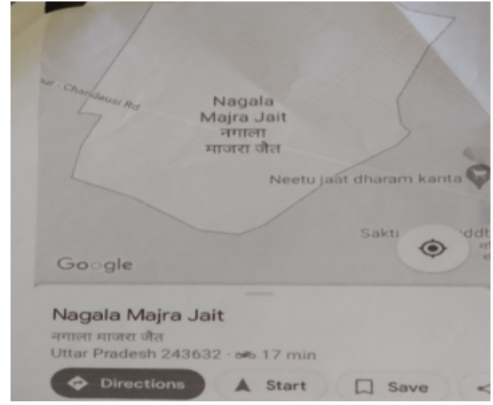 Chandausi Rd
Nagala
Majra Jait
नगाला
माजरा जैत
Neetu jaat dharam kanta
Sakti
Google
Nagala Majra Jait
नगाला माजरा जैत
Uttar Pradesh 243632 · 17 min
Directions
Start
Save